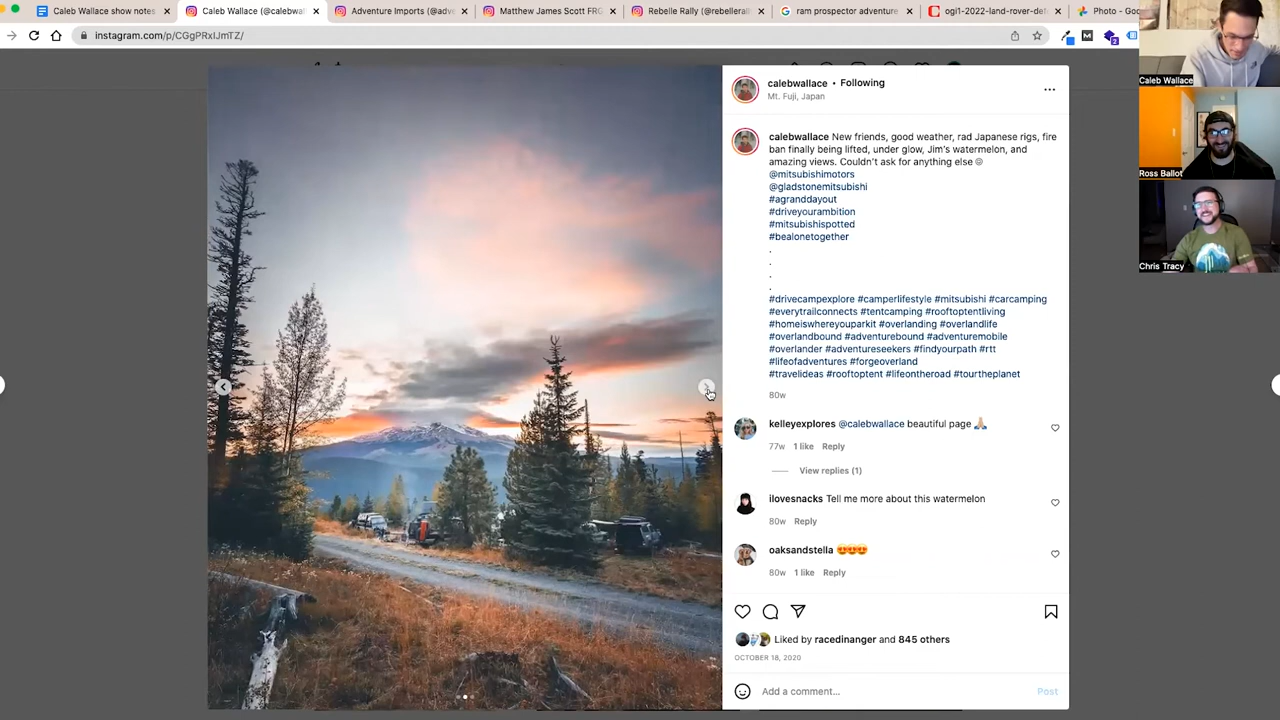 Caleb Wallace show notes
Caleb Wallace (@calebwal
Adventure Imports (@adve
Matthew James Scott FRG
Rebelle Rally (@rebellera
ram prospector adventure
ogi1-2022-land-rover-def
Photo - Goo
instagram.com/p/CGgPRxIJmTZ/
calebwallace • Following
Mt. Fuji, Japan
calebwallace New friends, good weather, rad Japanese rigs, fire
ban finally being lifted, under glow, Jim's watermelon, and
amazing views. Couldn't ask for anything else
@mitsubishimotors
@gladstonemitsubishi
#agranddayout
#driveyourambition
#mitsubishispotted
#bealonetogether
.
.
.
.
#drivecampexplore #camperlifestyle #mitsubishi #carcamping
#everytrailconnects #tentcamping #rooftoptentliving
#homeiswhereyouparkit #overlanding #overlandlife
#overlandbound #adventurebound #adventuremobile
#overlander #adventureseekers #findyourpath #rtt
#lifeofadventures #forgeoverland
#travelideas #rooftoptent #lifeontheroad #tourtheplanet
80w
kelleyexplores @calebwallace beautiful page 🙏🏼
77w 1 like Reply
View replies (1)
ilovesnacks Tell me more about this watermelon
80w Reply
oaksandstella 😍😍😍
80w 1 like Reply
Liked by racedinanger and 845 others
OCTOBER 18, 2020
Add a comment... Post
Caleb Wallace
Ross Ballot
Chris Tracy